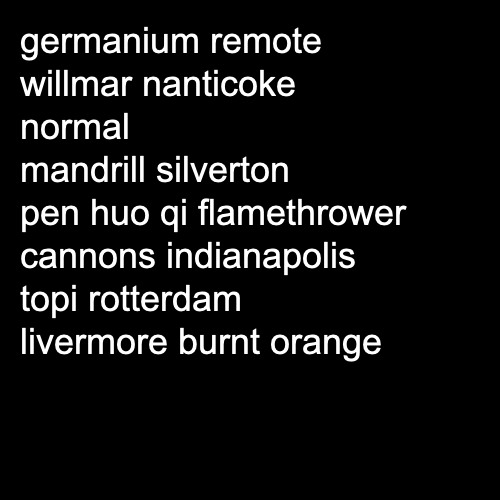 germanium remote
willmar nanticoke
normal
mandrill silverton
pen huo qi flamethrower
cannons indianapolis
topi rotterdam
livermore burnt orange